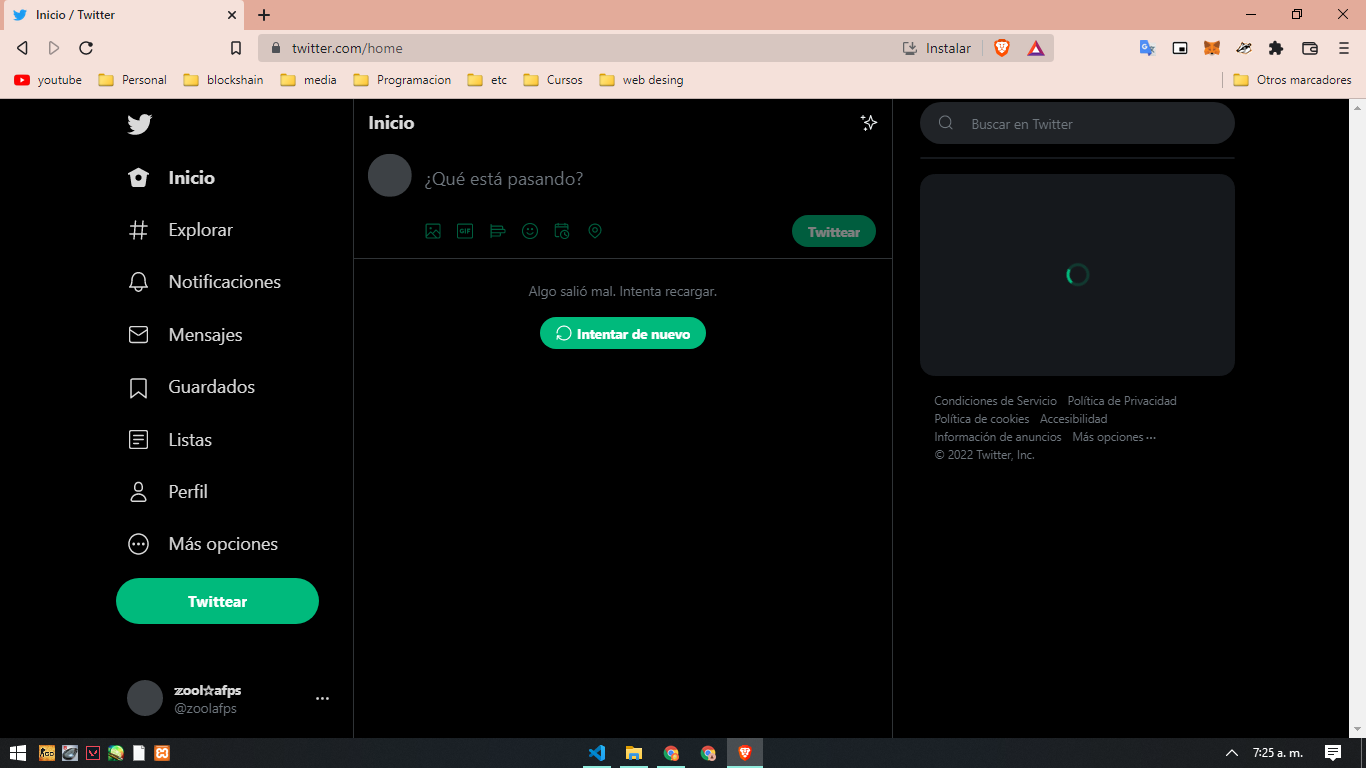 Inicio / Twitter
twitter.com/home
Instalar
youtube
Personal
blockshain
media
Programacion
etc
Cursos
web desing
Otros marcadores
Inicio
Explorar
Notificaciones
Mensajes
Guardados
Listas
Perfil
Más opciones
Twittear
zool☆afps
@zoolafps
Inicio
¿Qué está pasando?
GIF
Twittear
Algo salió mal. Intenta recargar.
Intentar de nuevo
Buscar en Twitter
Condiciones de Servicio Política de Privacidad
Política de cookies Accesibilidad
Información de anuncios Más opciones ···
© 2022 Twitter, Inc.
7:25 a. m.